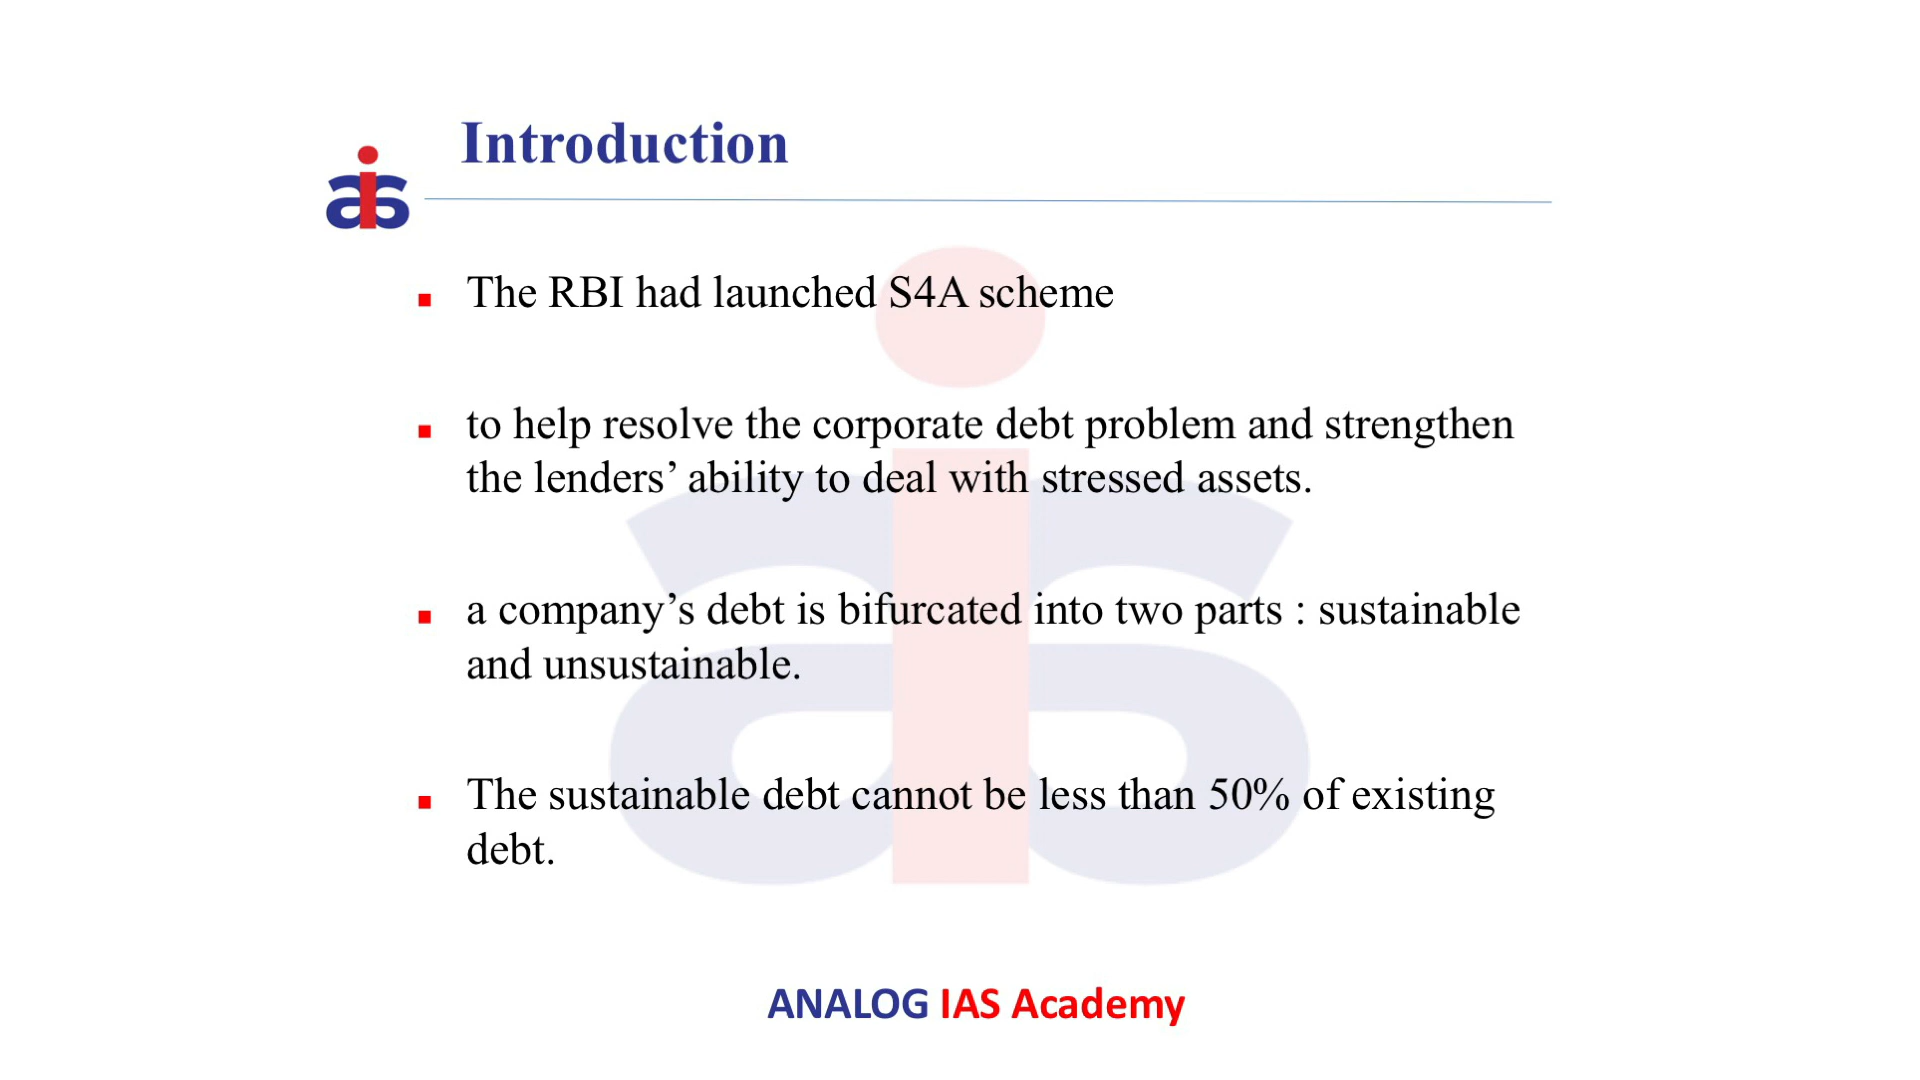 Introduction
ais
The RBI had launched S4A scheme
to help resolve the corporate debt problem and strengthen
the lenders’ ability to deal with stressed assets.
a company’s debt is bifurcated into two parts : sustainable
and unsustainable.
The sustainable debt cannot be less than 50% of existing
debt.
ANALOG IAS Academy